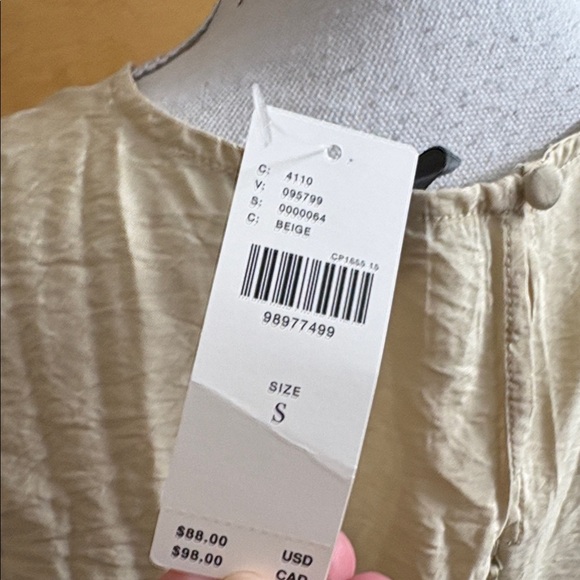 C: 4110
V: 095799
S: 0000064
C: BEIGE
CP1655 15
98977499
SIZE
S
$88.00 USD
$98.00 CAD